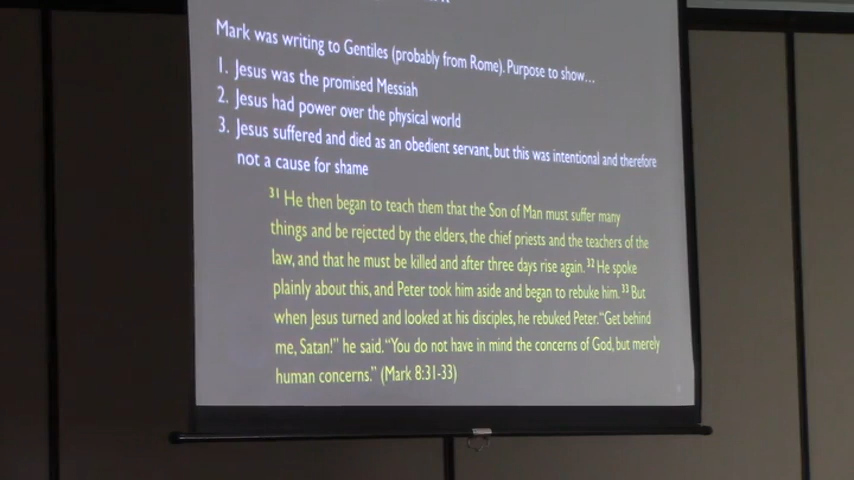 Mark was writing to Gentiles (probably from Rome). Purpose to show…
1. Jesus was the promised Messiah
2. Jesus had power over the physical world
3. Jesus suffered and died as an obedient servant, but this was intentional and therefore
not a cause for shame
31 He then began to teach them that the Son of Man must suffer many
things and be rejected by the elders, the chief priests and the teachers of the
law, and that he must be killed and after three days rise again. 32 He spoke
plainly about this, and Peter took him aside and began to rebuke him. 33 But
when Jesus turned and looked at his disciples, he rebuked Peter. “Get behind
me, Satan!” he said. “You do not have in mind the concerns of God, but merely
human concerns.” (Mark 8:31-33)